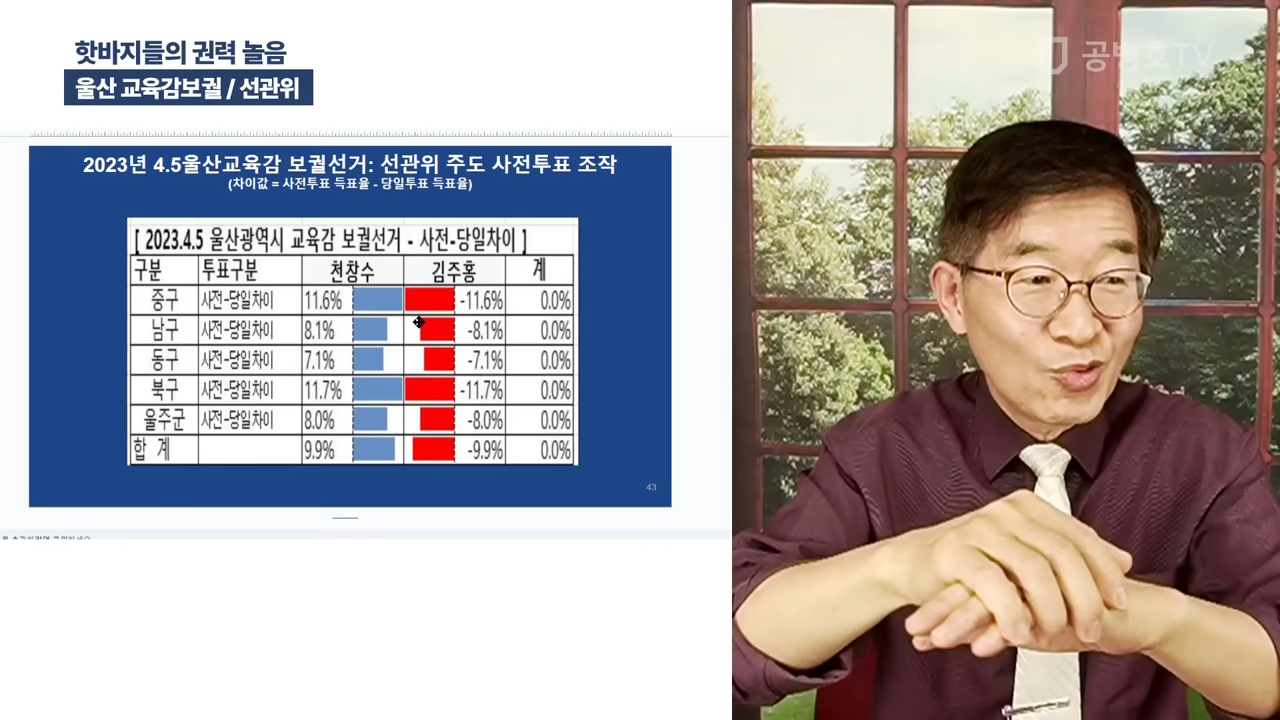 핫바지들의 권력 놀음
울산 교육감보궐 / 선관위
공병호TV
2023년 4.5울산교육감 보궐선거: 선관위 주도 사전투표 조작
(차이값 = 사전투표 득표율 - 당일투표 득표율)
[ 2023.4.5 울산광역시 교육감 보궐선거 - 사전-당일차이 ]
구분 투표구분 천창수 김주홍 계
중구 사전-당일차이 11.6% -11.6% 0.0%
남구 사전-당일차이 8.1% -8.1% 0.0%
동구 사전-당일차이 7.1% -7.1% 0.0%
북구 사전-당일차이 11.7% -11.7% 0.0%
울주군 사전-당일차이 8.0% -8.0% 0.0%
합 계 9.9% -9.9% 0.0%
43